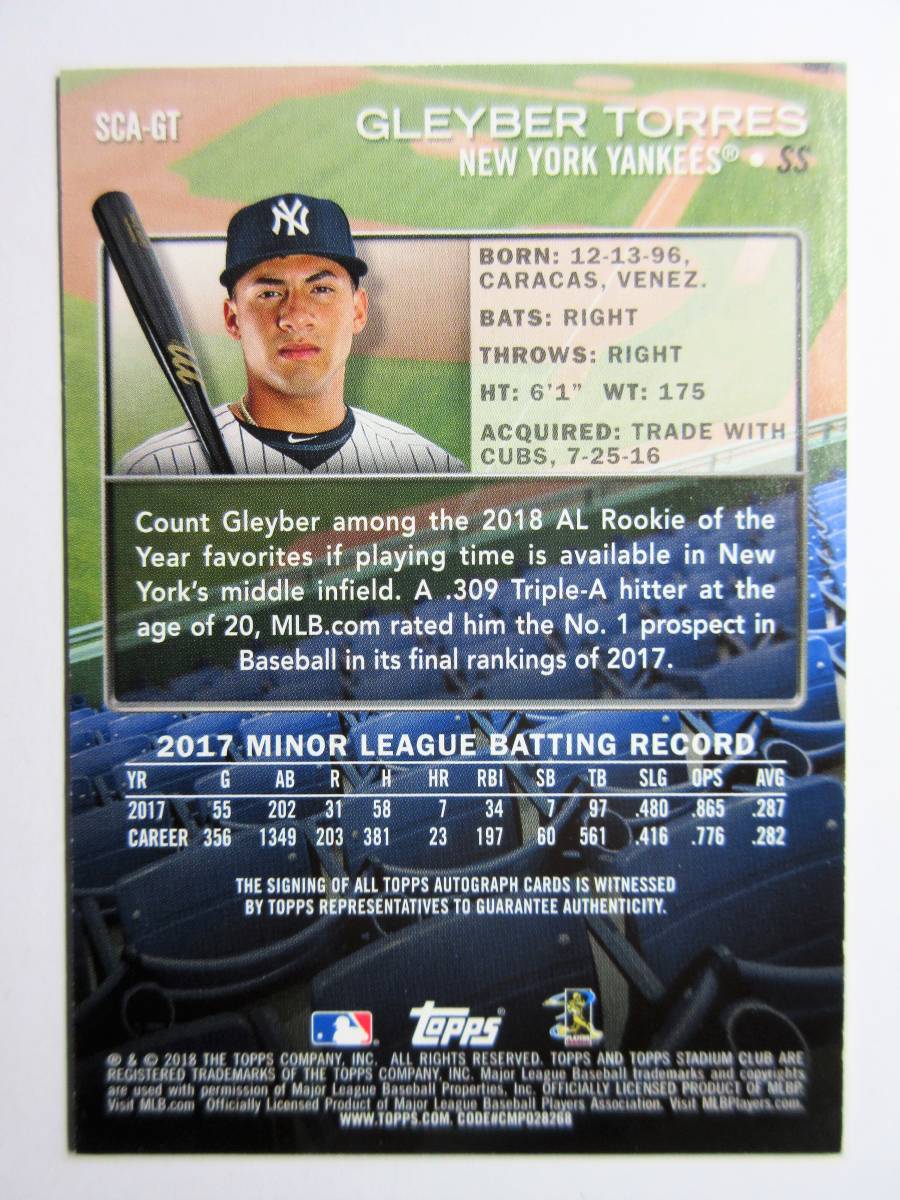 SCA-GT
GLEYBER TORRES
NEW YORK YANKEES® • SS
NY
BORN: 12-13-96,
CARACAS, VENEZ.
BATS: RIGHT
THROWS: RIGHT
HT: 6'1" WT: 175
ACQUIRED: TRADE WITH
CUBS, 7-25-16
Count Gleyber among the 2018 AL Rookie of the
Year favorites if playing time is available in New
York's middle infield. A .309 Triple-A hitter at the
age of 20, MLB.com rated him the No. 1 prospect in
Baseball in its final rankings of 2017.
2017 MINOR LEAGUE BATTING RECORD
YR G AB R H HR RBI SB TB SLG OPS AVG
2017 55 202 31 58 7 34 7 97 .480 .865 .287
CAREER 356 1349 203 381 23 197 60 561 .416 .776 .282
THE SIGNING OF ALL TOPPS AUTOGRAPH CARDS IS WITNESSED
BY TOPPS REPRESENTATIVES TO GUARANTEE AUTHENTICITY.
topps®
® & © 2018 THE TOPPS COMPANY, INC. ALL RIGHTS RESERVED. TOPPS AND TOPPS STADIUM CLUB ARE
REGISTERED TRADEMARKS OF THE TOPPS COMPANY, INC. Major League Baseball trademarks and copyrights
are used with permission of Major League Baseball Properties, Inc. OFFICIALLY LICENSED PRODUCT OF MLBP
Visit MLB.com Officially Licensed Product of Major League Baseball Players Association. Visit MLBPlayers.com.
WWW.TOPPS.COM, CODE#CMP028268